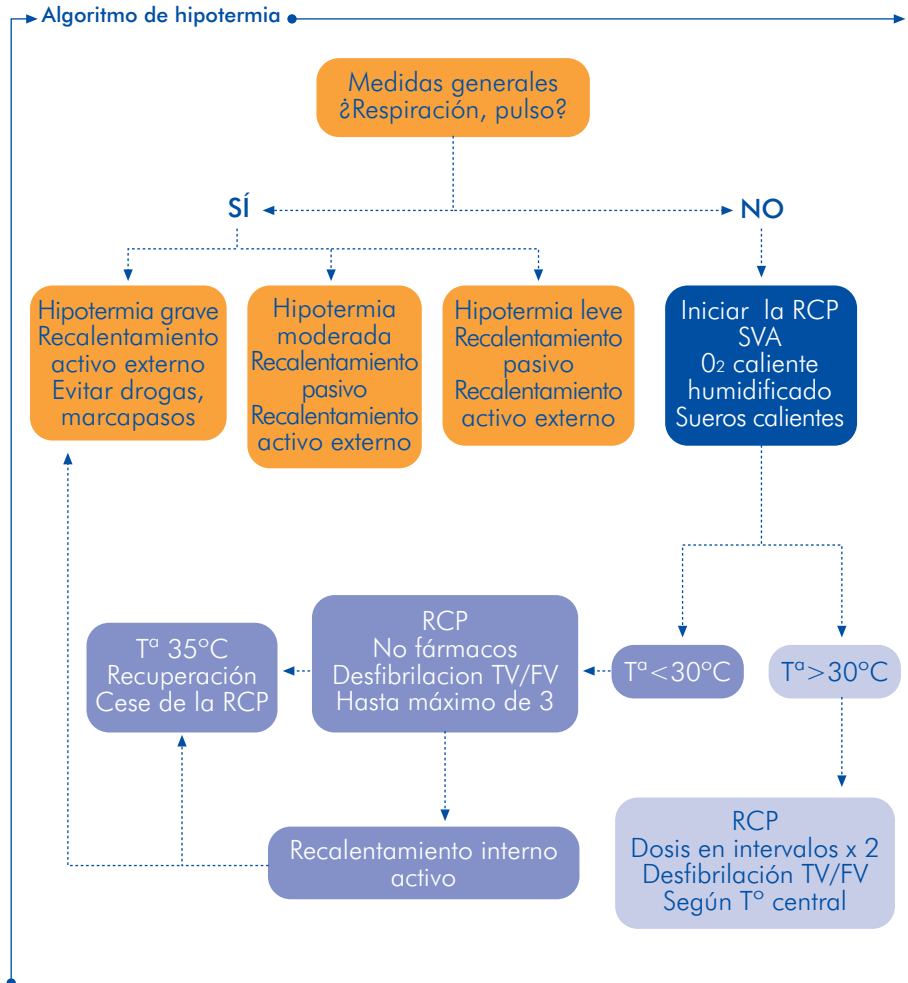 Algoritmo de hipotermia
Medidas generales
¿Respiración, pulso?
SÍ
NO
Hipotermia grave
Recalentamiento
activo externo
Evitar drogas,
marcapasos
Hipotermia
moderada
Recalentamiento
pasivo
Recalentamiento
activo externo
Hipotermia leve
Recalentamiento
pasivo
Recalentamiento
activo externo
Iniciar la RCP
SVA
02 caliente
humidificado
Sueros calientes
Tª 35ºC
Recuperación
Cese de la RCP
RCP
No fármacos
Desfibrilacion TV/FV
Hasta máximo de 3
Tª<30ºC
Tª>30ºC
Recalentamiento interno
activo
RCP
Dosis en intervalos x 2
Desfibrilación TV/FV
Según Tº central